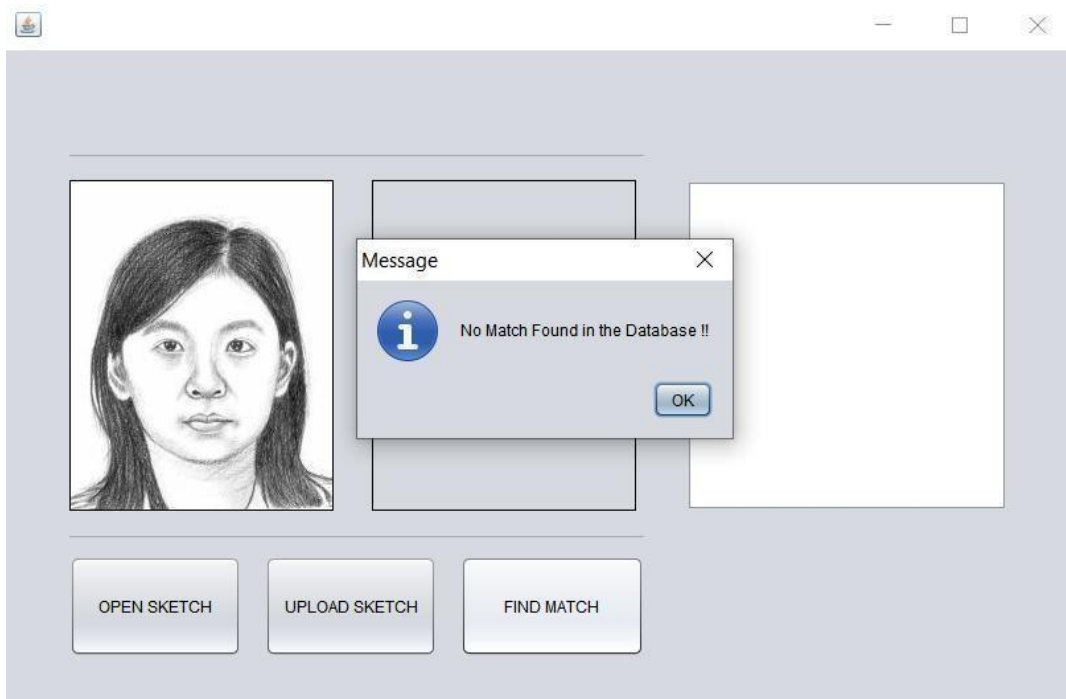 Message
No Match Found in the Database !!
OK
OPEN SKETCH
UPLOAD SKETCH
FIND MATCH